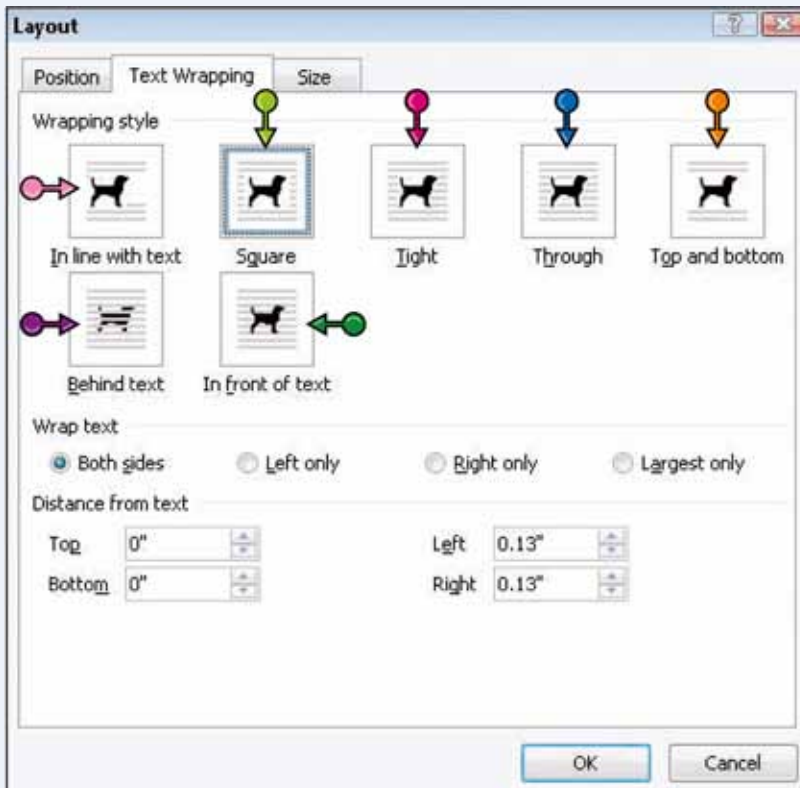 Layout
Position Text Wrapping Size
Wrapping style
In line with text Square Tight Through Top and bottom
Behind text In front of text
Wrap text
Both sides Left only Right only Largest only
Distance from text
Top 0" Left 0.13"
Bottom 0" Right 0.13"
OK Cancel